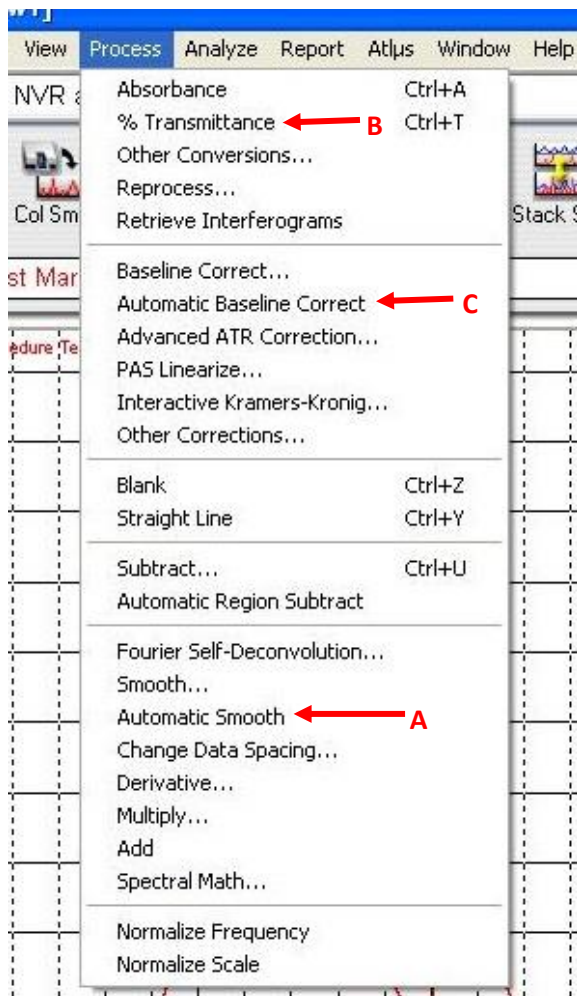 View Process Analyze Report Atlµs Window Help
NVR
Absorbance Ctrl+A
% Transmittance B Ctrl+T
Other Conversions...
Reprocess...
Col Sm Stack S
Retrieve Interferograms
Baseline Correct...
st Mar
Automatic Baseline Correct C
Advanced ATR Correction...
edure Te
PAS Linearize...
Interactive Kramers-Kronig...
Other Corrections...
Blank Ctrl+Z
Straight Line Ctrl+Y
Subtract... Ctrl+U
Automatic Region Subtract
Fourier Self-Deconvolution...
Smooth...
Automatic Smooth A
Change Data Spacing...
Derivative...
Multiply...
Add
Spectral Math...
Normalize Frequency
Normalize Scale